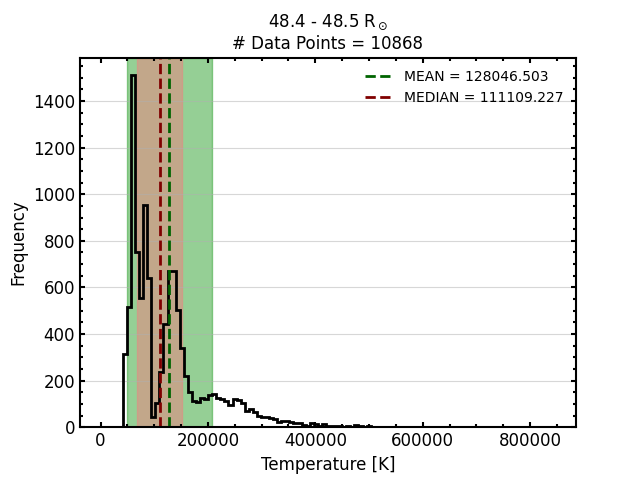 48.4 - 48.5 R⊙
# Data Points = 10868
MEAN = 128046.503
MEDIAN = 111109.227
Frequency
1400
1200
1000
800
600
400
200
0
0 200000 400000 600000 800000
Temperature [K]